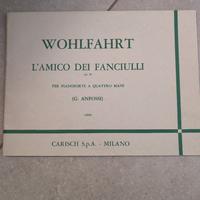 WOHLFAHRT
L'AMICO DEI FANCIULLI
PER PIANOFORTE A QUATTRO MANI
(G. ANFOSSI)
CARISCH S.p.A. - MILANO